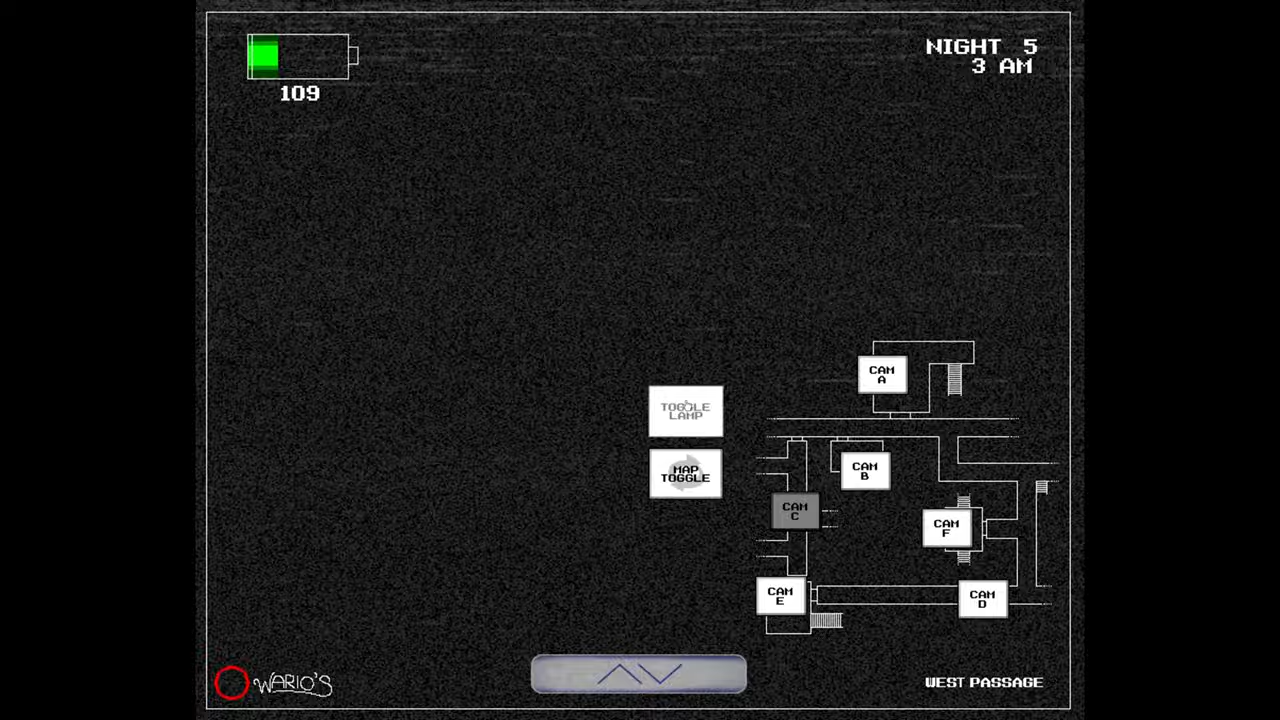 NIGHT 5
3 AM
109
CAM
A
TOGGLE
LAMP
MAP
TOGGLE
CAM
B
CAM
C
CAM
F
CAM
E
CAM
D
WARIO'S
WEST PASSAGE